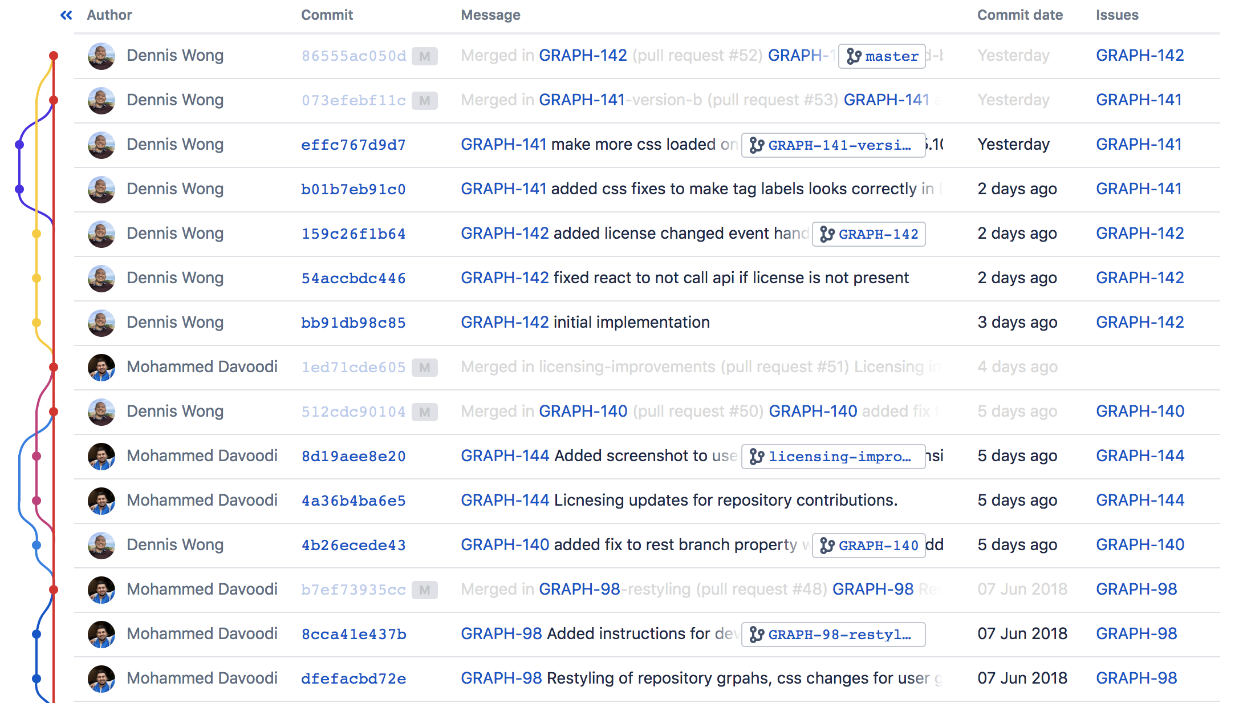 « Author Commit Message Commit date Issues
Dennis Wong 86555ac050d M Merged in GRAPH-142 (pull request #52) GRAPH- master Yesterday GRAPH-142
Dennis Wong 073efebf11c M Merged in GRAPH-141-version-b (pull request #53) GRAPH-141 Yesterday GRAPH-141
Dennis Wong effc767d9d7 GRAPH-141 make more css loaded on GRAPH-141-versi… Yesterday GRAPH-141
Dennis Wong b01b7eb91c0 GRAPH-141 added css fixes to make tag labels looks correctly in 2 days ago GRAPH-141
Dennis Wong 159c26f1b64 GRAPH-142 added license changed event hand GRAPH-142 2 days ago GRAPH-142
Dennis Wong 54accbdc446 GRAPH-142 fixed react to not call api if license is not present 2 days ago GRAPH-142
Dennis Wong bb91db98c85 GRAPH-142 initial implementation 3 days ago GRAPH-142
Mohammed Davoodi 1ed71cde605 M Merged in licensing-improvements (pull request #51) Licensing in 4 days ago
Dennis Wong 512cdc90104 M Merged in GRAPH-140 (pull request #50) GRAPH-140 added fix 5 days ago GRAPH-140
Mohammed Davoodi 8d19aee8e20 GRAPH-144 Added screenshot to use licensing-impro… nsi 5 days ago GRAPH-144
Mohammed Davoodi 4a36b4ba6e5 GRAPH-144 Licnesing updates for repository contributions. 5 days ago GRAPH-144
Dennis Wong 4b26ecede43 GRAPH-140 added fix to rest branch property w GRAPH-140 dd 5 days ago GRAPH-140
Mohammed Davoodi b7ef73935cc M Merged in GRAPH-98-restyling (pull request #48) GRAPH-98 Res 07 Jun 2018 GRAPH-98
Mohammed Davoodi 8cca41e437b GRAPH-98 Added instructions for dev GRAPH-98-restyl… 07 Jun 2018 GRAPH-98
Mohammed Davoodi dfefacbd72e GRAPH-98 Restyling of repository grpahs, css changes for user g 07 Jun 2018 GRAPH-98